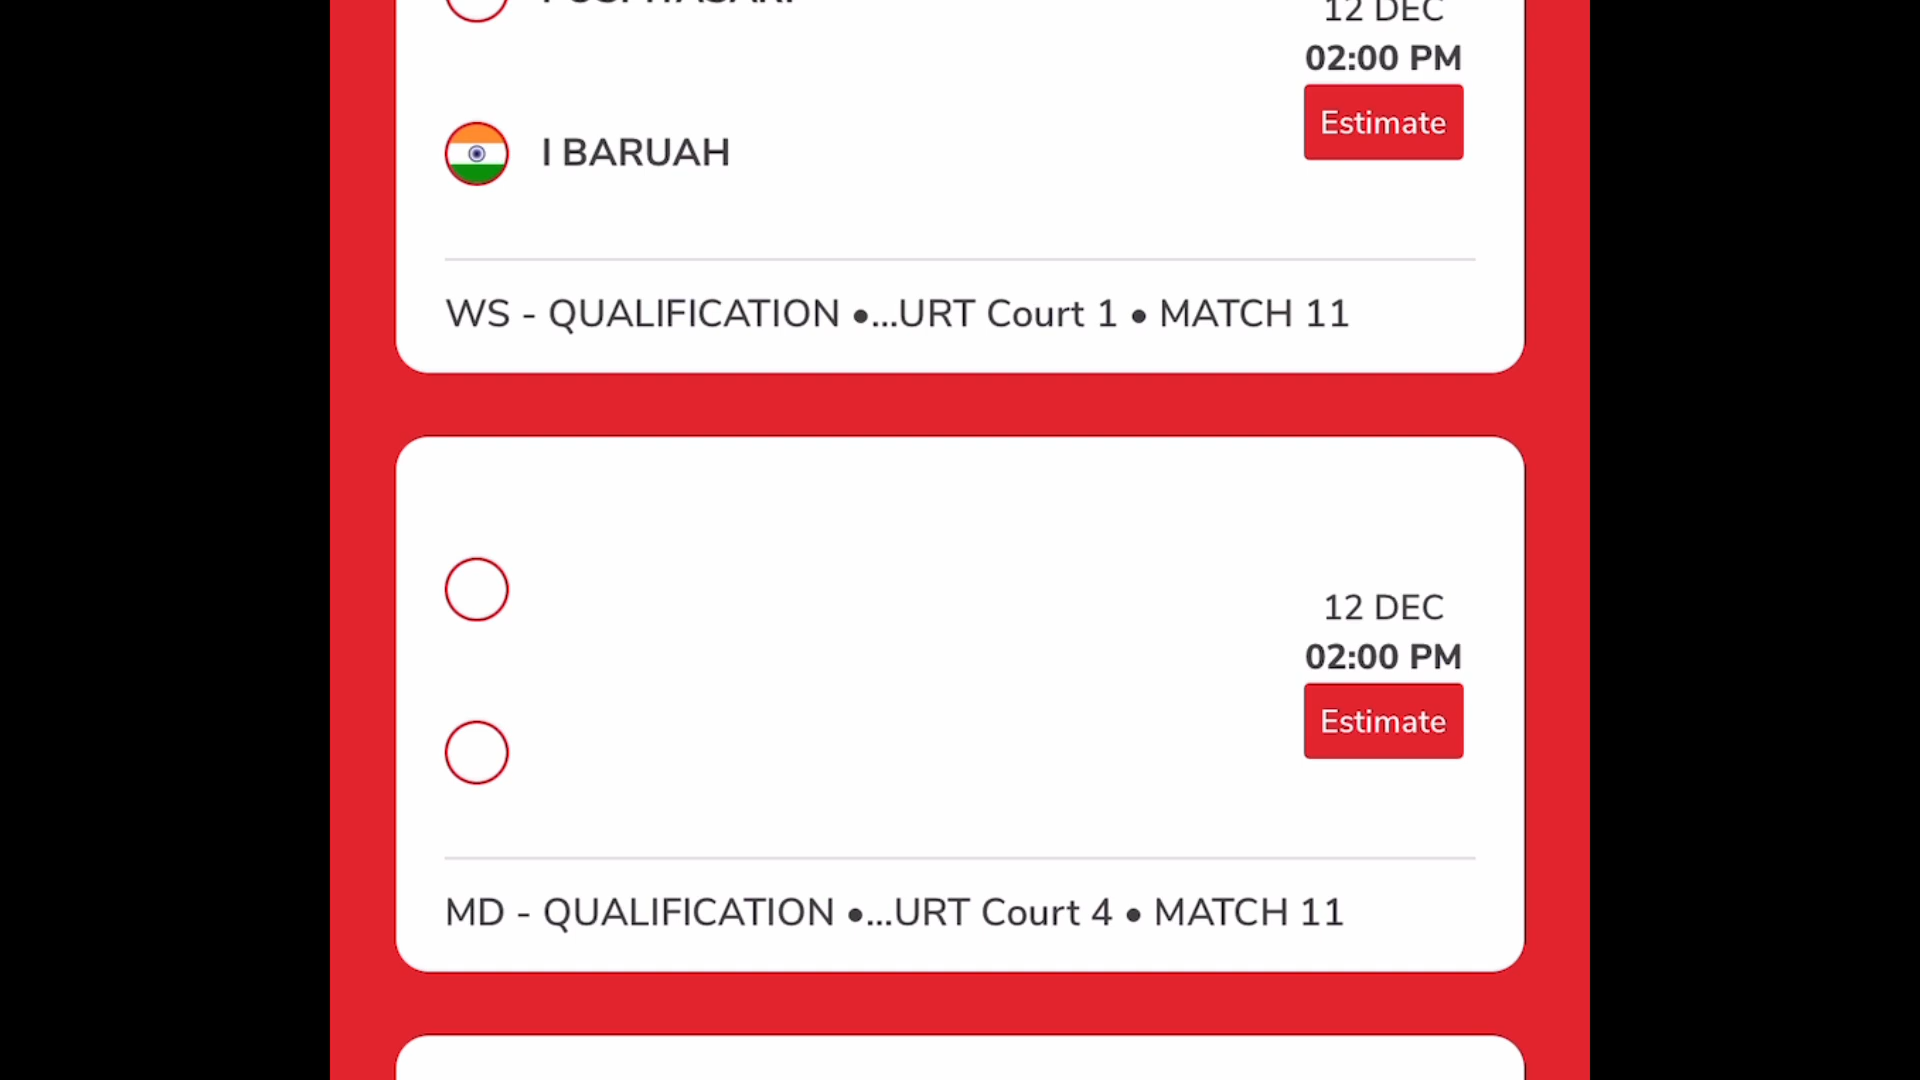 12 DEC
02:00 PM
Estimate
I BARUAH
WS - QUALIFICATION •...URT Court 1 • MATCH 11
12 DEC
02:00 PM
Estimate
MD - QUALIFICATION •...URT Court 4 • MATCH 11